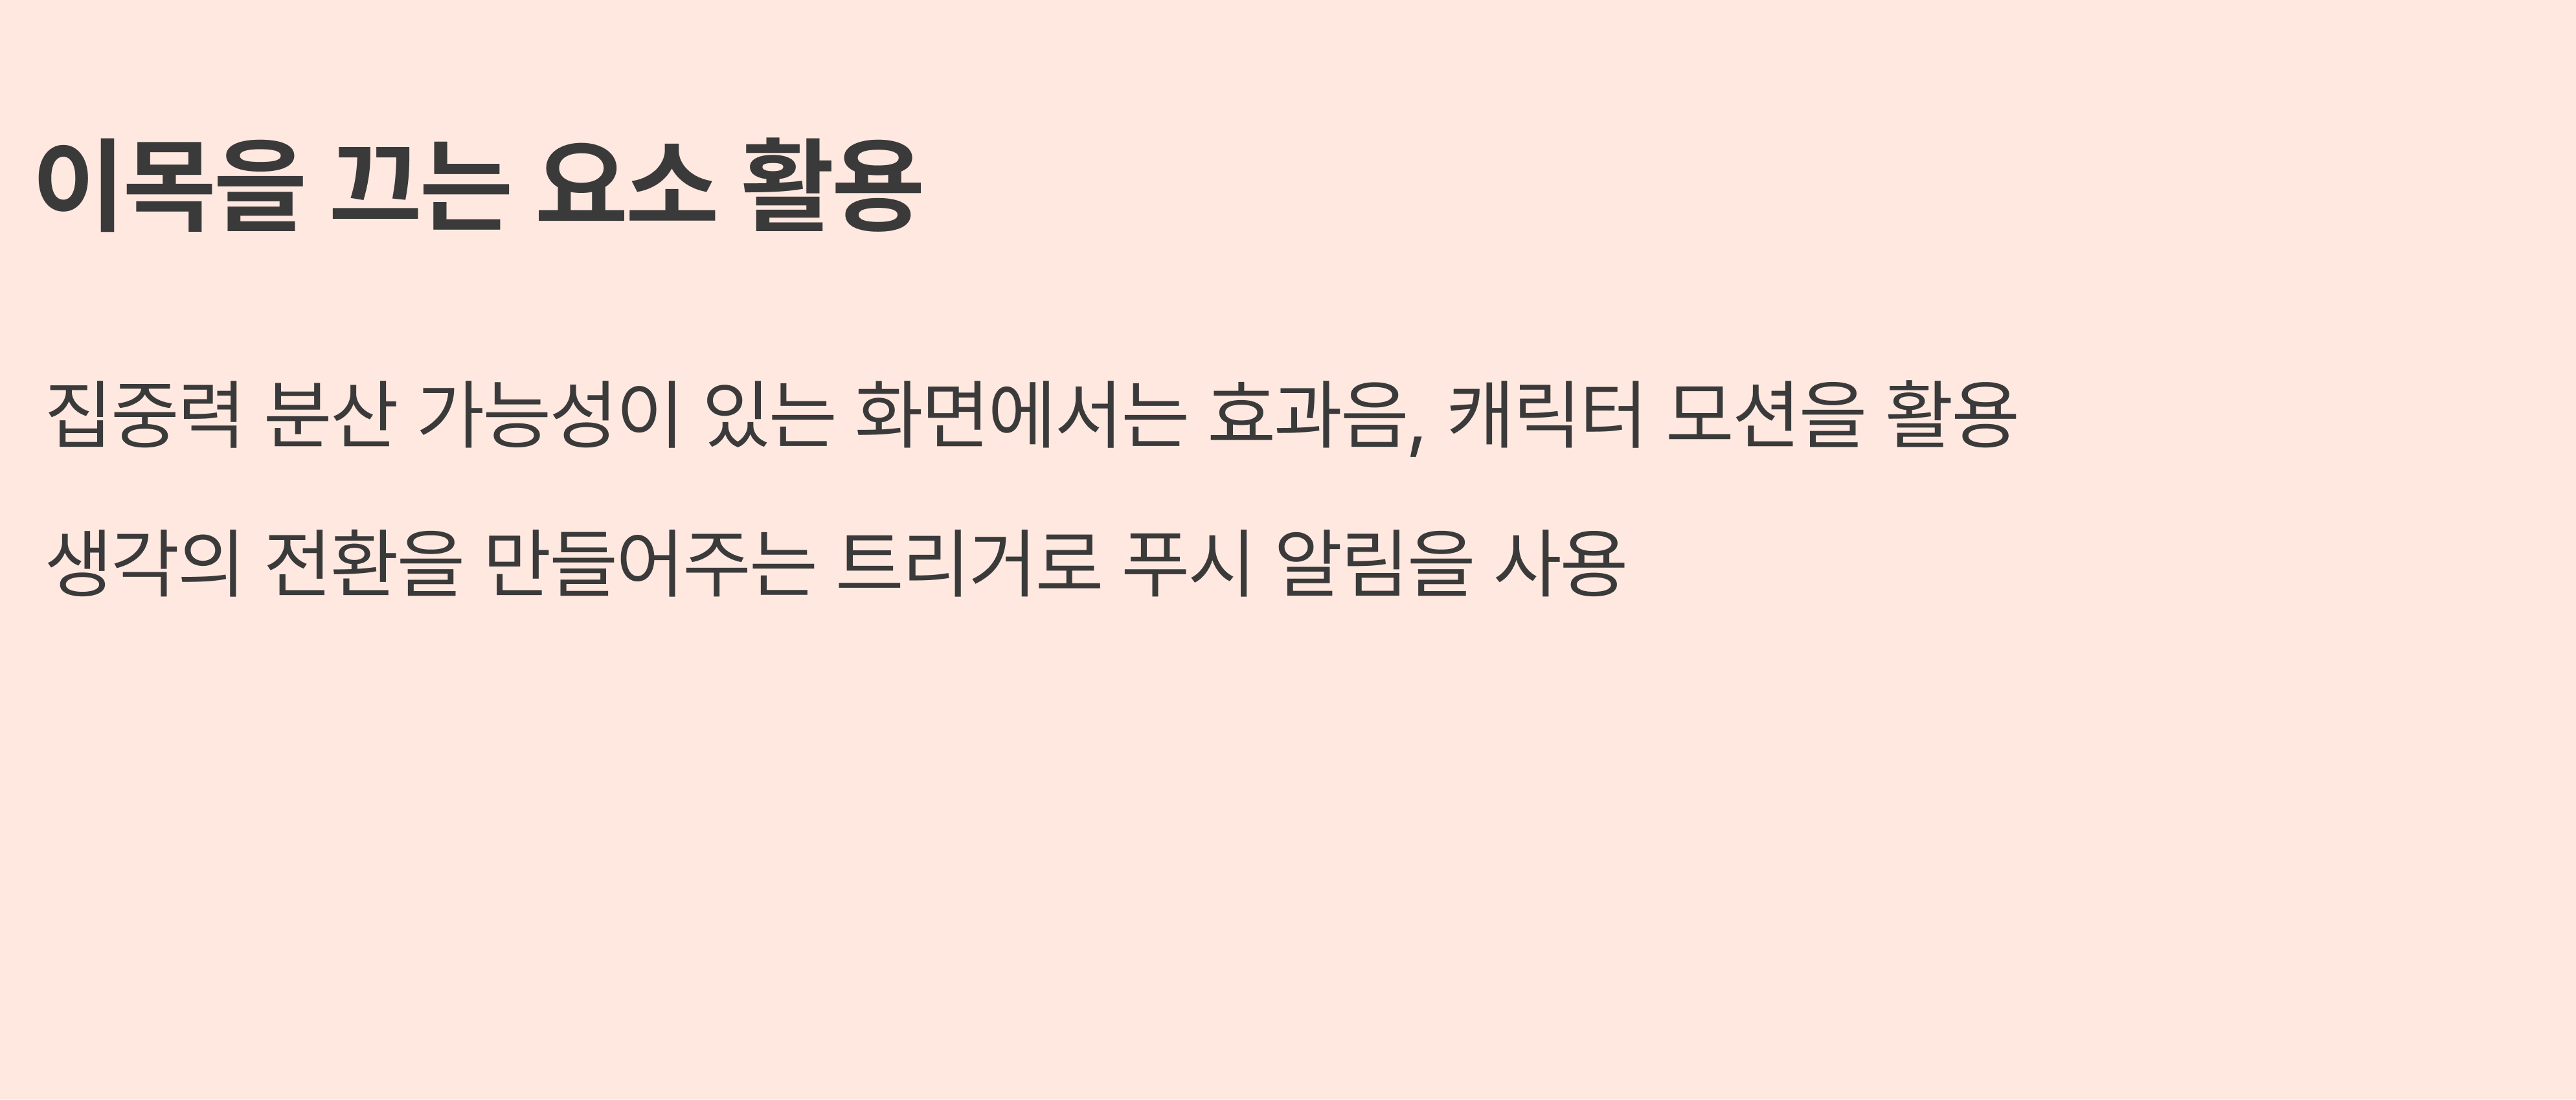 이목을 끄는 요소 활용
집중력 분산 가능성이 있는 화면에서는 효과음, 캐릭터 모션을 활용
생각의 전환을 만들어주는 트리거로 푸시 알림을 사용